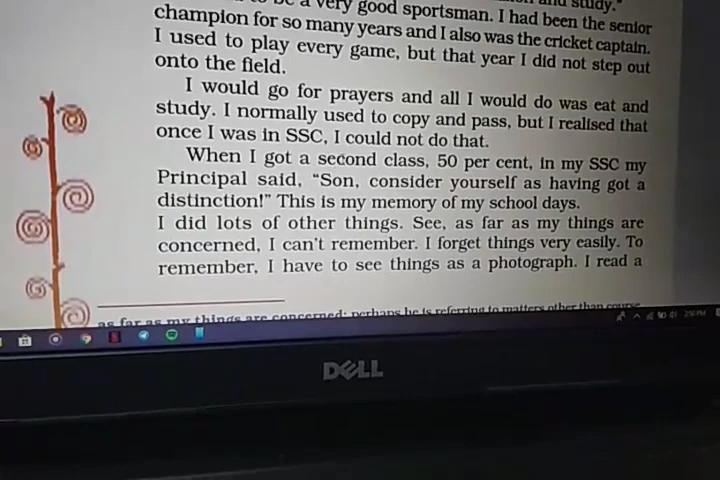 to be a very good sportsman. I had been the senior
champion for so many years and I also was the cricket captain.
I used to play every game, but that year I did not step out
onto the field.
I would go for prayers and all I would do was eat and
study. I normally used to copy and pass, but I realised that
once I was in SSC, I could not do that.
When I got a second class, 50 per cent, in my SSC my
Principal said, “Son, consider yourself as having got a
distinction!” This is my memory of my school days.
I did lots of other things. See, as far as my things are
concerned, I can't remember. I forget things very easily. To
remember, I have to see things as a photograph. I read a
as far as my things are concerned: perhaps he is referring to matters other than course
2:50 PM
DELL